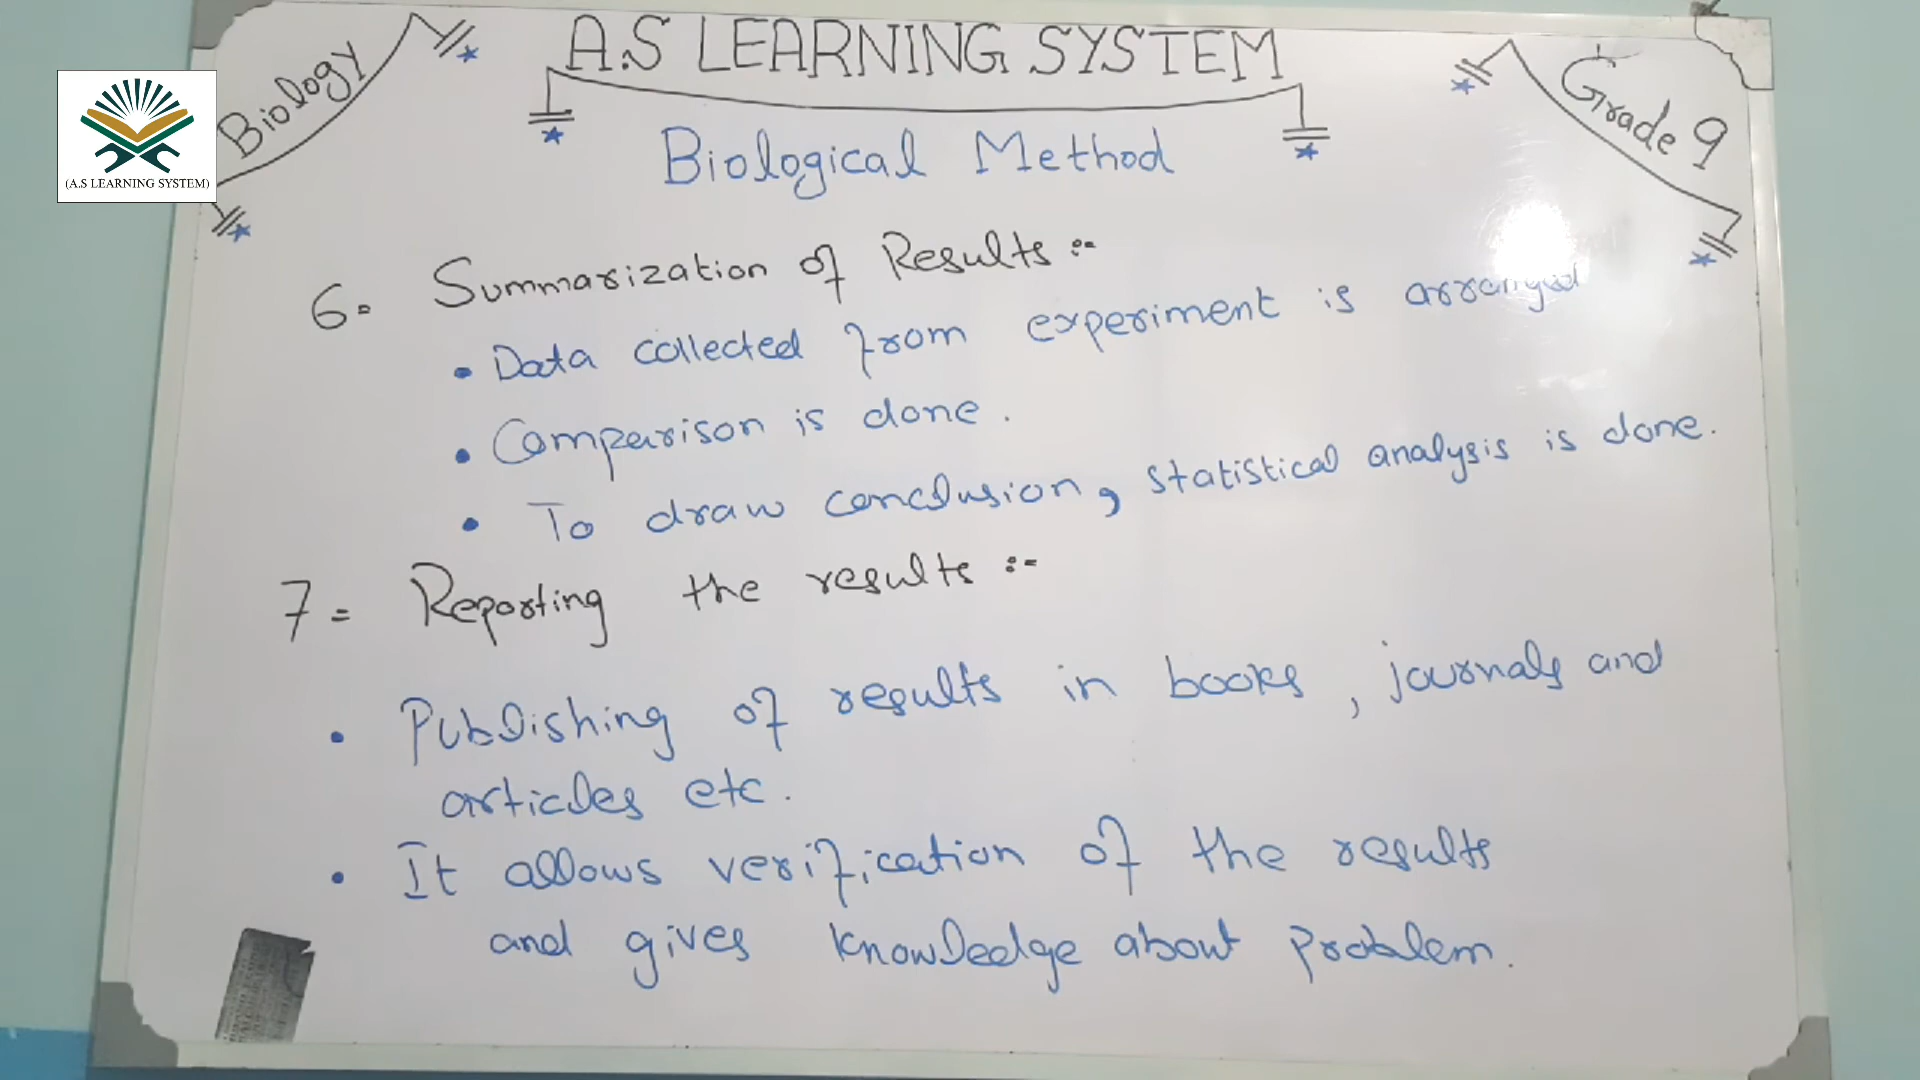 A.S LEARNING SYSTEM
Biology
Grade 9
(A.S LEARNING SYSTEM)
Biological Method
6= Summarization of Results :-
• Data collected from experiment is arranged
• Comparison is done.
• To draw conclusion, statistical analysis is done.
7= Reporting the results :-
• Publishing of results in books, journals and
articles etc.
• It allows verification of the results
and gives knowledge about problem.